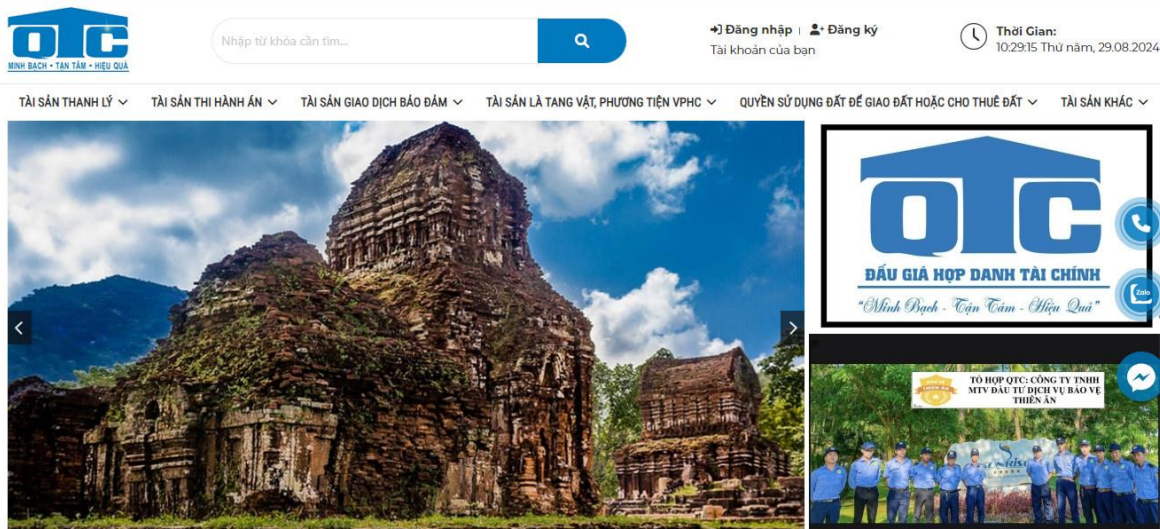 QTC
MINH BẠCH • TẬN TÂM • HIỆU QUẢ
Nhập từ khóa cần tìm...
Đăng nhập | Đăng ký
Tài khoản của bạn
Thời Gian:
10:29:15 Thứ năm, 29.08.2024
TÀI SẢN THANH LÝ
TÀI SẢN THI HÀNH ÁN
TÀI SẢN GIAO DỊCH BẢO ĐẢM
TÀI SẢN LÀ TANG VẬT, PHƯƠNG TIỆN VPHC
QUYỀN SỬ DỤNG ĐẤT ĐỂ GIAO ĐẤT HOẶC CHO THUÊ ĐẤT
TÀI SẢN KHÁC
QTC
ĐẤU GIÁ HỢP DANH TÀI CHÍNH
"Minh Bạch - Tận Tâm - Hiệu Quả"
Zalo
THIÊN ÂN
TỔ HỢP QTC: CÔNG TY TNHH
MTV ĐẦU TƯ DỊCH VỤ BẢO VỆ
THIÊN ÂN